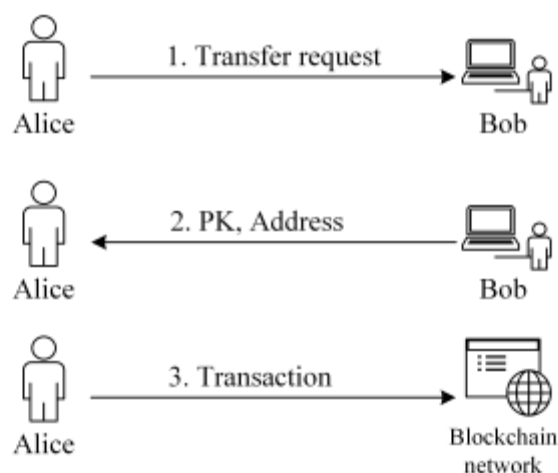 1. Transfer request
Alice
Bob
2. PK, Address
Alice
Bob
3. Transaction
Alice
Blockchain
network